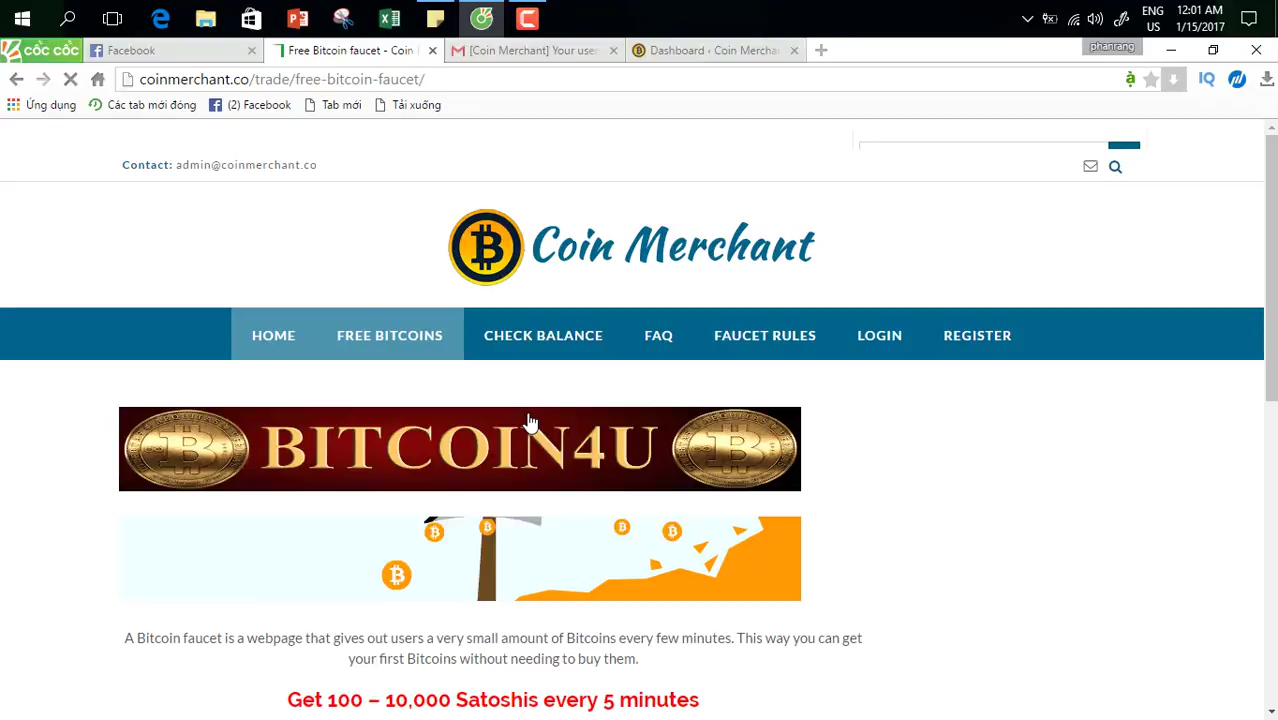 ENG
US
12:01 AM
1/15/2017
CỐC CỐC
Facebook
Free Bitcoin faucet - Coin
[Coin Merchant] Your use
Dashboard ‹ Coin Mercha
phanrang
coinmerchant.co/trade/free-bitcoin-faucet/
Ứng dụng
Các tab mới đóng
(2) Facebook
Tab mới
Tải xuống
Contact: admin@coinmerchant.co
Coin Merchant
HOME
FREE BITCOINS
CHECK BALANCE
FAQ
FAUCET RULES
LOGIN
REGISTER
BITCOIN4U
A Bitcoin faucet is a webpage that gives out users a very small amount of Bitcoins every few minutes. This way you can get
your first Bitcoins without needing to buy them.
Get 100 – 10,000 Satoshis every 5 minutes